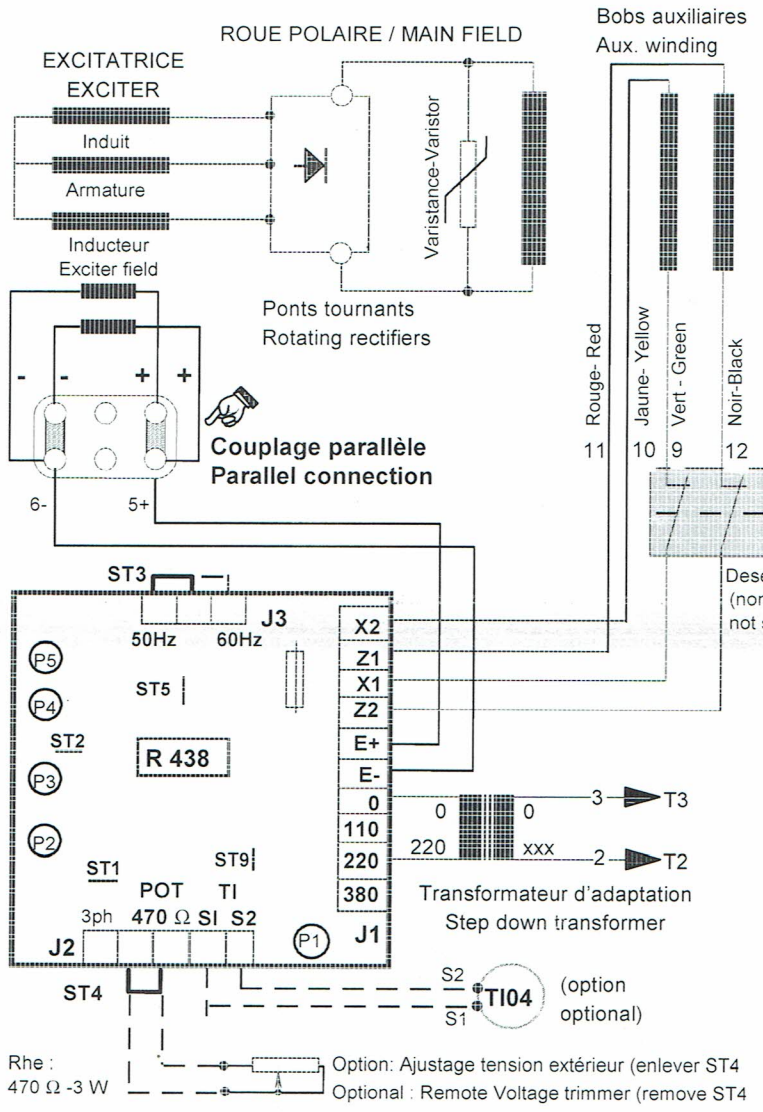 Bobs auxiliaires
Aux. winding
ROUE POLAIRE / MAIN FIELD
EXCITATRICE
EXCITER
Induit
Armature
Inducteur
Exciter field
Varistance-Varistor
Ponts tournants
Rotating rectifiers
Rouge- Red
Jaune- Yellow
Vert - Green
Noir-Black
11
10
9
12
- - + +
Couplage parallèle
Parallel connection
6-
5+
Dese
(nor
not s
ST3
J3
50Hz
60Hz
X2
Z1
X1
Z2
E+
E-
0
110
220
380
J1
P5
P4
ST5
ST2
R 438
P3
P2
ST1
ST9
POT
470 Ω
TI
SI S2
3ph
J2
P1
0
0
220
xxx
3
T3
2
T2
Transformateur d'adaptation
Step down transformer
ST4
S2
S1
TI04
(option
optional)
Rhe :
470 Ω -3 W
Option: Ajustage tension extérieur (enlever ST4
Optional : Remote Voltage trimmer (remove ST4